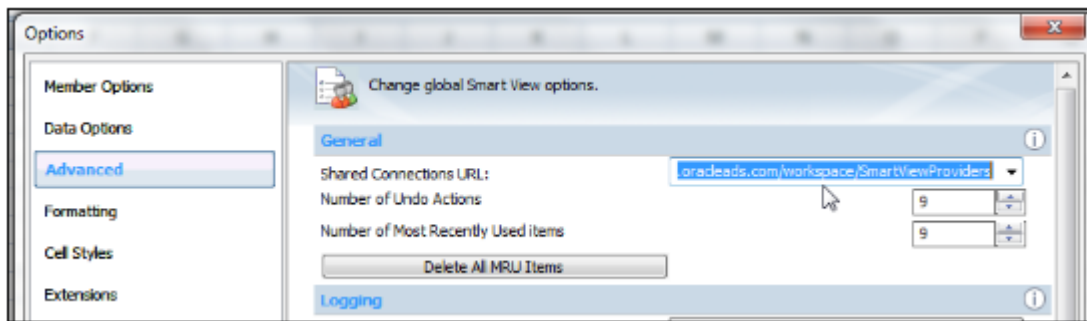 Options
Member Options
Data Options
Advanced
Formatting
Cell Styles
Extensions
Change global Smart View options.
General
Shared Connections URL: .oracleads.com/workspace/SmartViewProviders
Number of Undo Actions 9
Number of Most Recently Used items 9
Delete All MRU Items
Logging